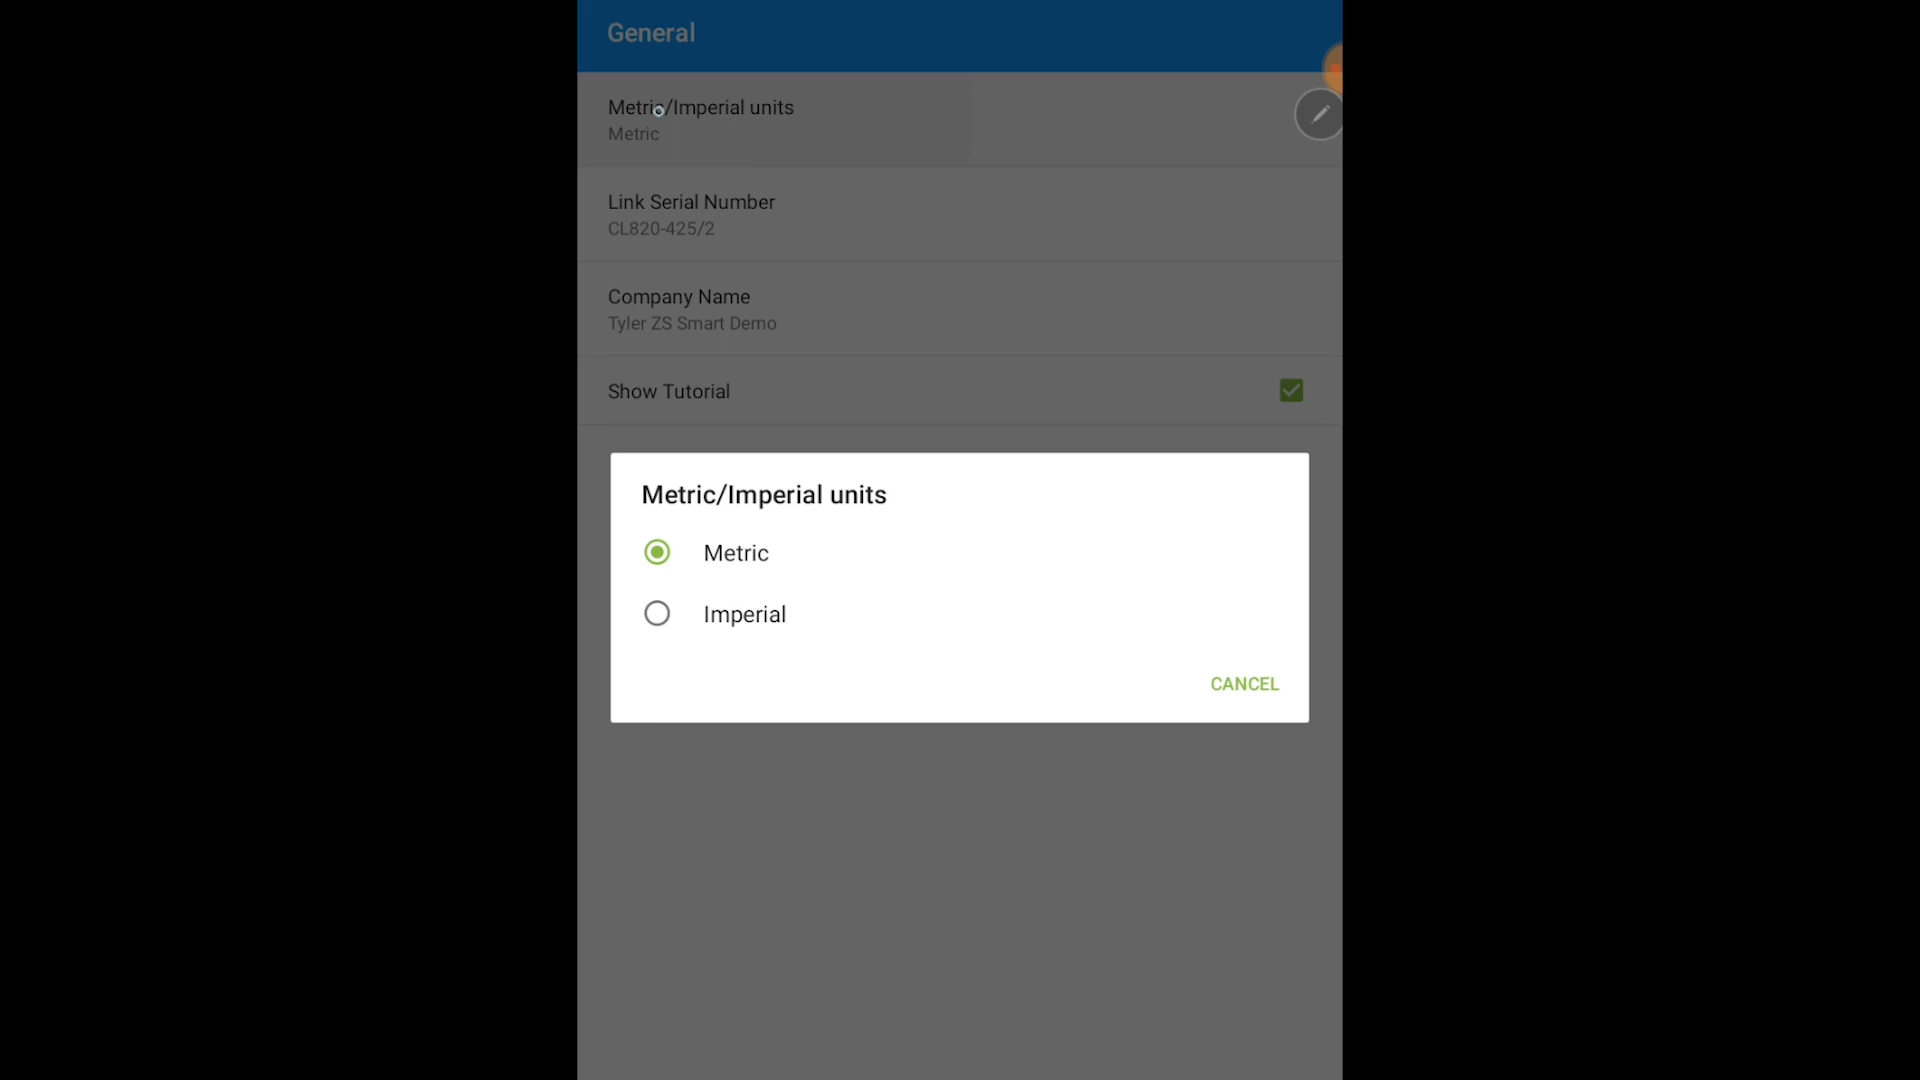 General
Metric/Imperial units
Metric
Link Serial Number
CL820-425/2
Company Name
Tyler ZS Smart Demo
Show Tutorial
Metric/Imperial units
Metric
Imperial
CANCEL